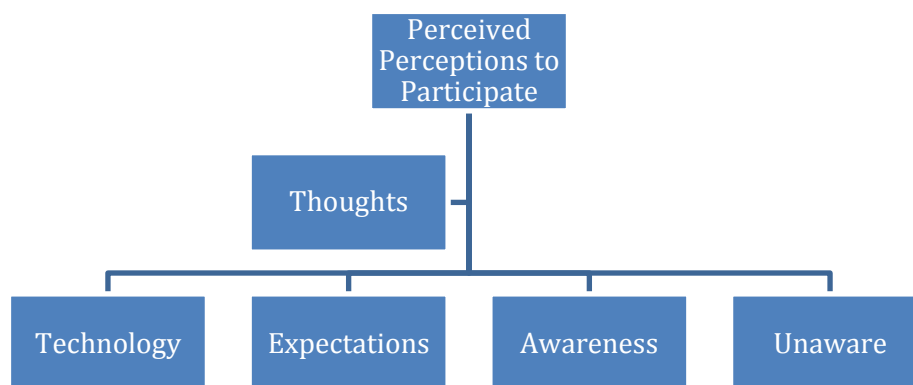 Perceived
Perceptions to
Participate
Thoughts
Technology
Expectations
Awareness
Unaware